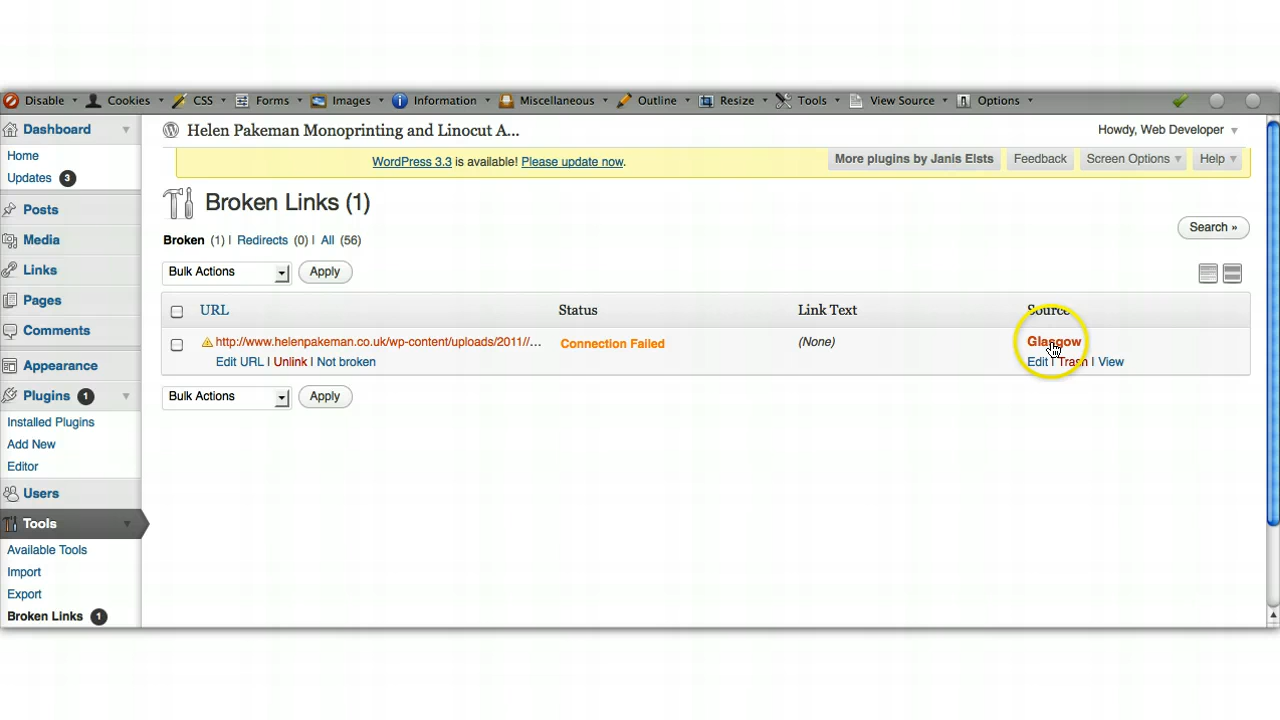 Disable Cookies CSS Forms Images Information Miscellaneous Outline Resize Tools View Source Options
Dashboard
Home
Updates 3
Posts
Media
Links
Pages
Comments
Appearance
Plugins 1
Installed Plugins
Add New
Editor
Users
Tools
Available Tools
Import
Export
Broken Links 1
Helen Pakeman Monoprinting and Linocut A...
Howdy, Web Developer
WordPress 3.3 is available! Please update now.
More plugins by Janis Elsts Feedback Screen Options Help
Broken Links (1)
Search »
Broken (1) | Redirects (0) | All (56)
Bulk Actions Apply
URL Status Link Text Source
http://www.helenpakeman.co.uk/wp-content/uploads/2011//... Connection Failed (None) Glasgow
Edit URL | Unlink | Not broken Edit | Trash | View
Bulk Actions Apply